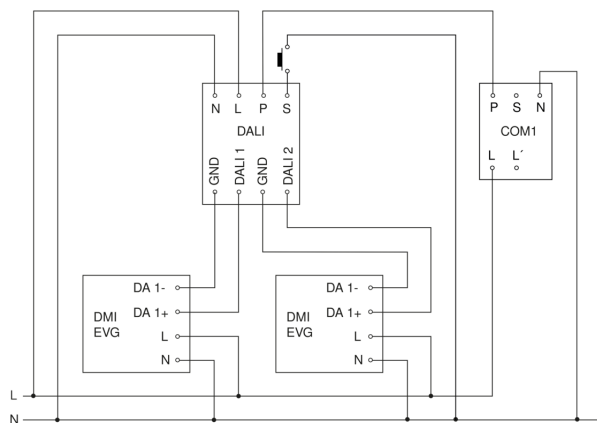 N L P S
DALI
GND DALI 1 GND DALI 2
P S N
COM1
L L´
DA 1-
DMI EVG DA 1+
L
N
DA 1-
DMI EVG DA 1+
L
N
L
N